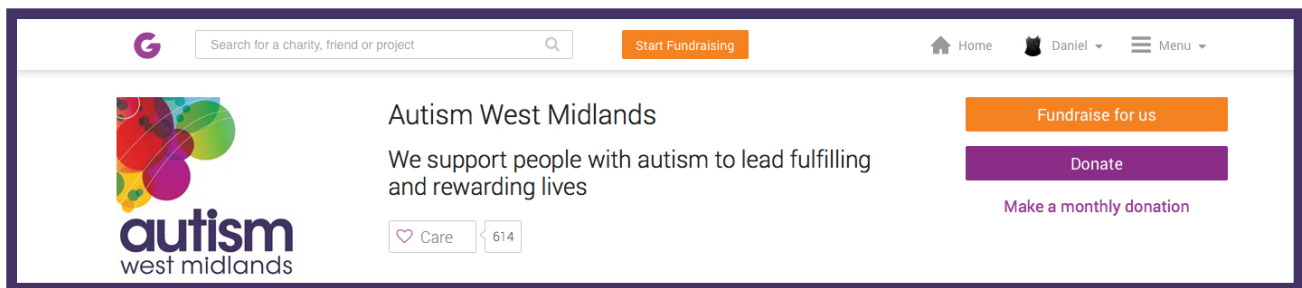 G
Search for a charity, friend or project
Start Fundraising
Home
Daniel
Menu
autism
west midlands
Autism West Midlands
We support people with autism to lead fulfilling
and rewarding lives
Care
614
Fundraise for us
Donate
Make a monthly donation